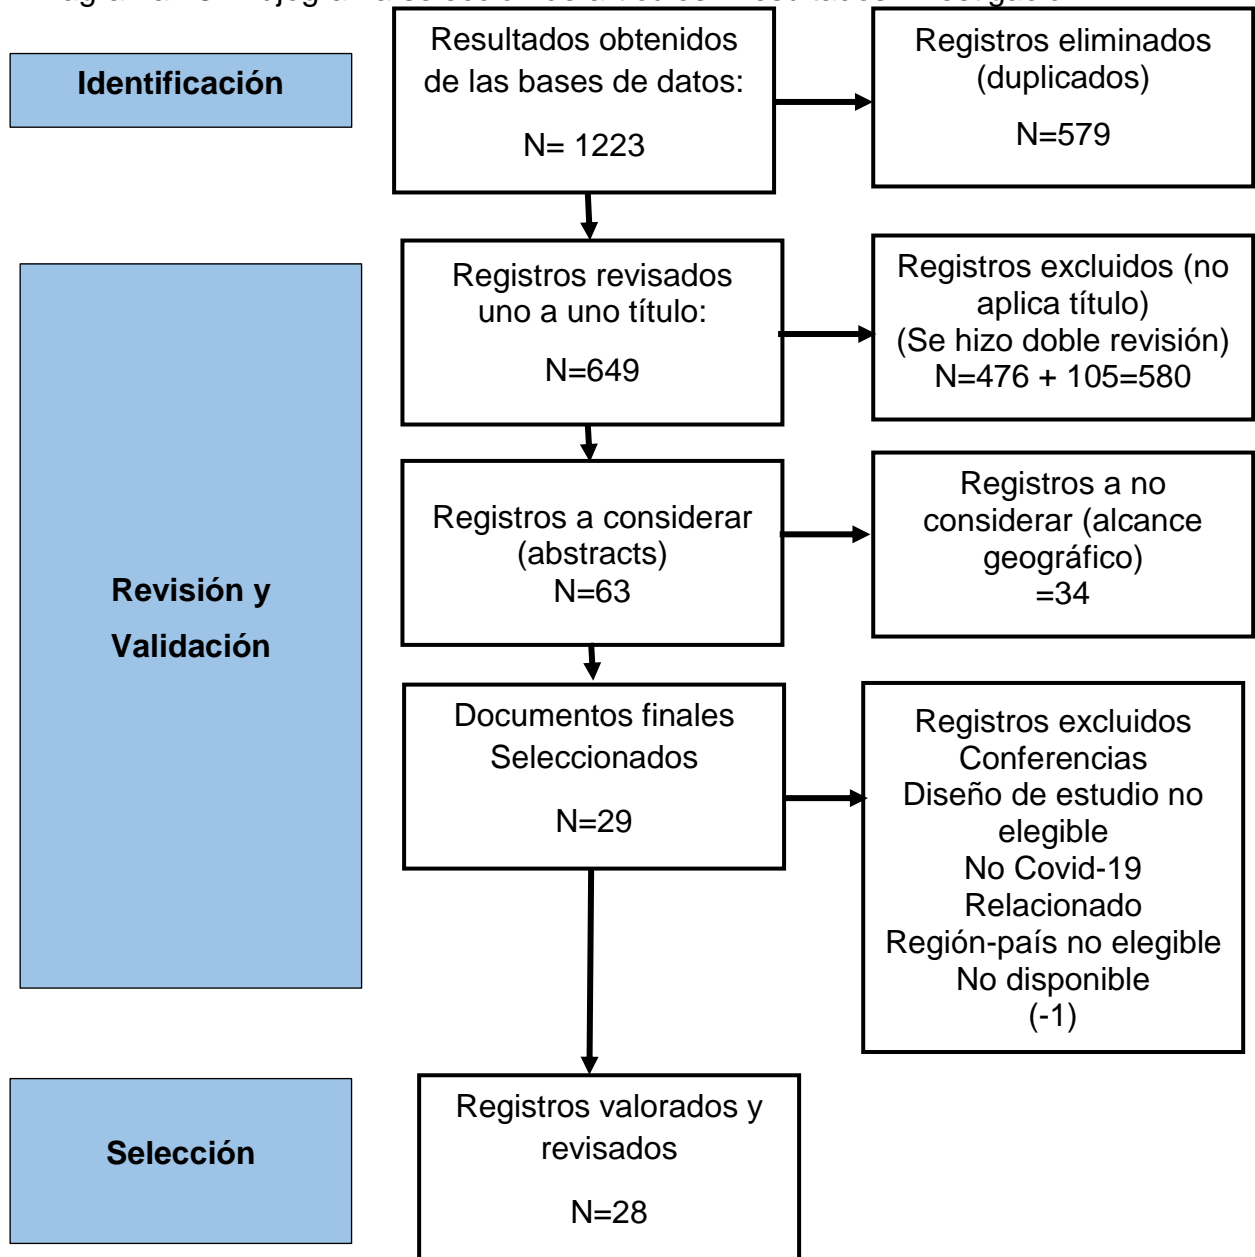 Identificación
Resultados obtenidos
de las bases de datos:
N= 1223
Registros eliminados
(duplicados)
N=579
Revisión y
Validación
Registros revisados
uno a uno título:
N=649
Registros excluidos (no
aplica título)
(Se hizo doble revisión)
N=476 + 105=580
Registros a considerar
(abstracts)
N=63
Registros a no
considerar (alcance
geográfico)
=34
Documentos finales
Seleccionados
N=29
Registros excluidos
Conferencias
Diseño de estudio no
elegible
No Covid-19
Relacionado
Región-país no elegible
No disponible
(-1)
Selección
Registros valorados y
revisados
N=28